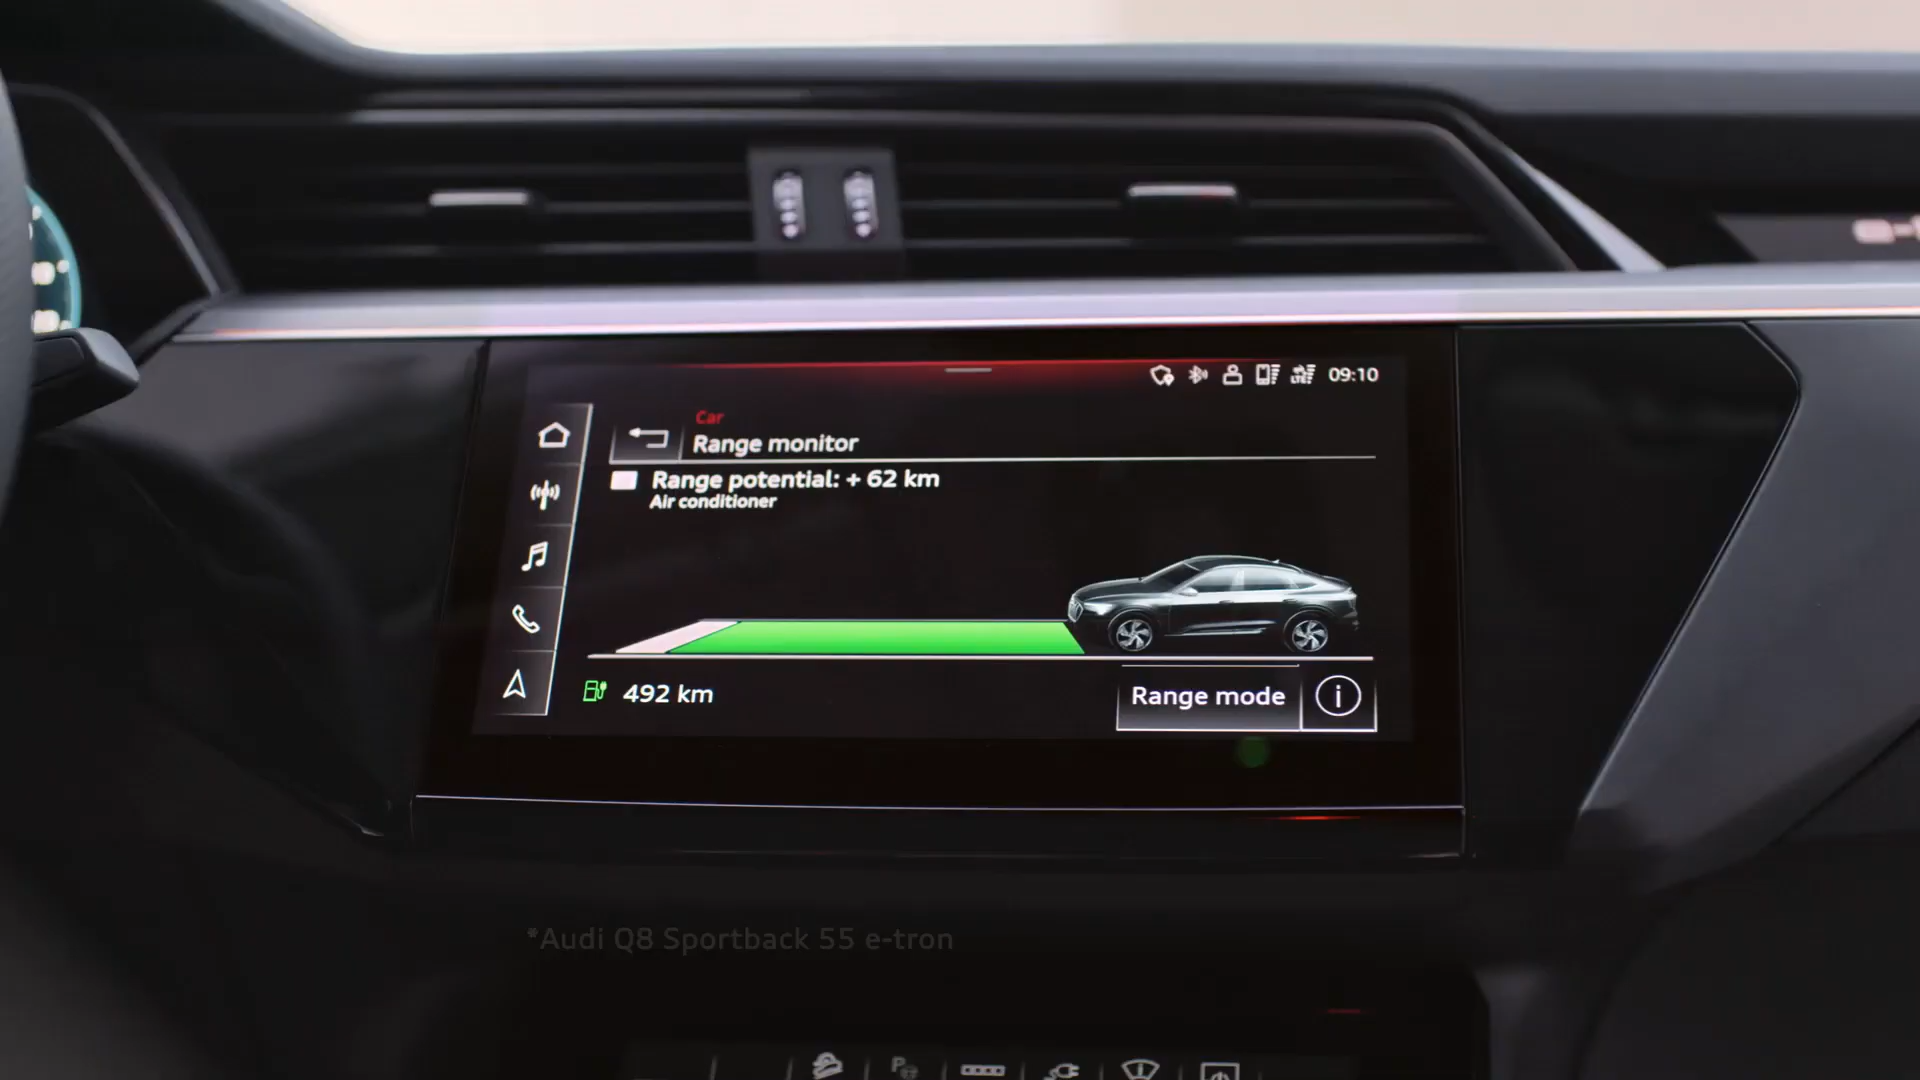 09:10
Car
Range monitor
Range potential: + 62 km
Air conditioner
492 km
Range mode
*Audi Q8 Sportback 55 e-tron